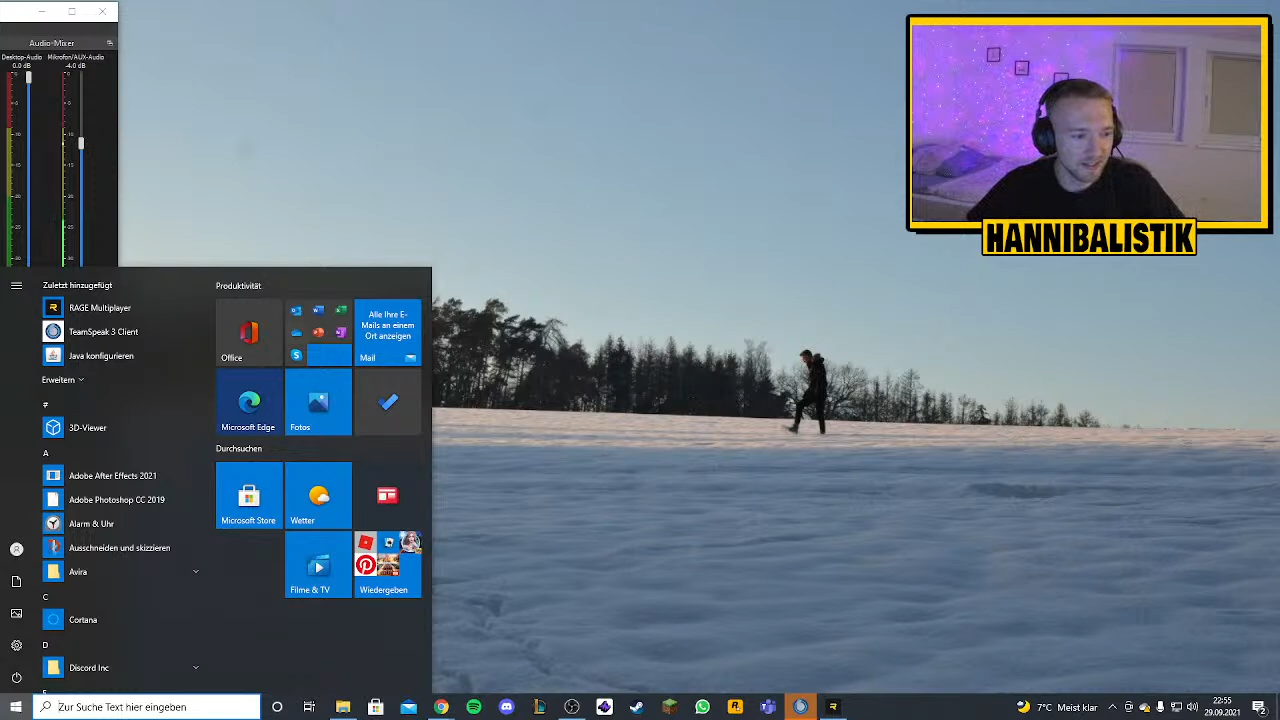 Audio-Mixer
Desktop-Audio
Mikrofon/AUX-Audio
0.0 dB
-4.0 dB
HANNIBALISTIK
Zuletzt hinzugefügt
RAGE Multiplayer
TeamSpeak 3 Client
Java konfigurieren
Erweitern
#
3D-Viewer
A
Adobe After Effects 2021
Adobe Photoshop CC 2019
Alarm & Uhr
Ausschneiden und skizzieren
Avira
C
Cortana
D
Discord Inc
Produktivität
Office
Alle Ihre E-
Mails an einem
Ort anzeigen
Mail
Microsoft Edge
Fotos
Durchsuchen
Microsoft Store
Wetter
Filme & TV
Wiedergeben
Zur Suche Text hier eingeben
7°C Meist klar
22:55
29.09.2021